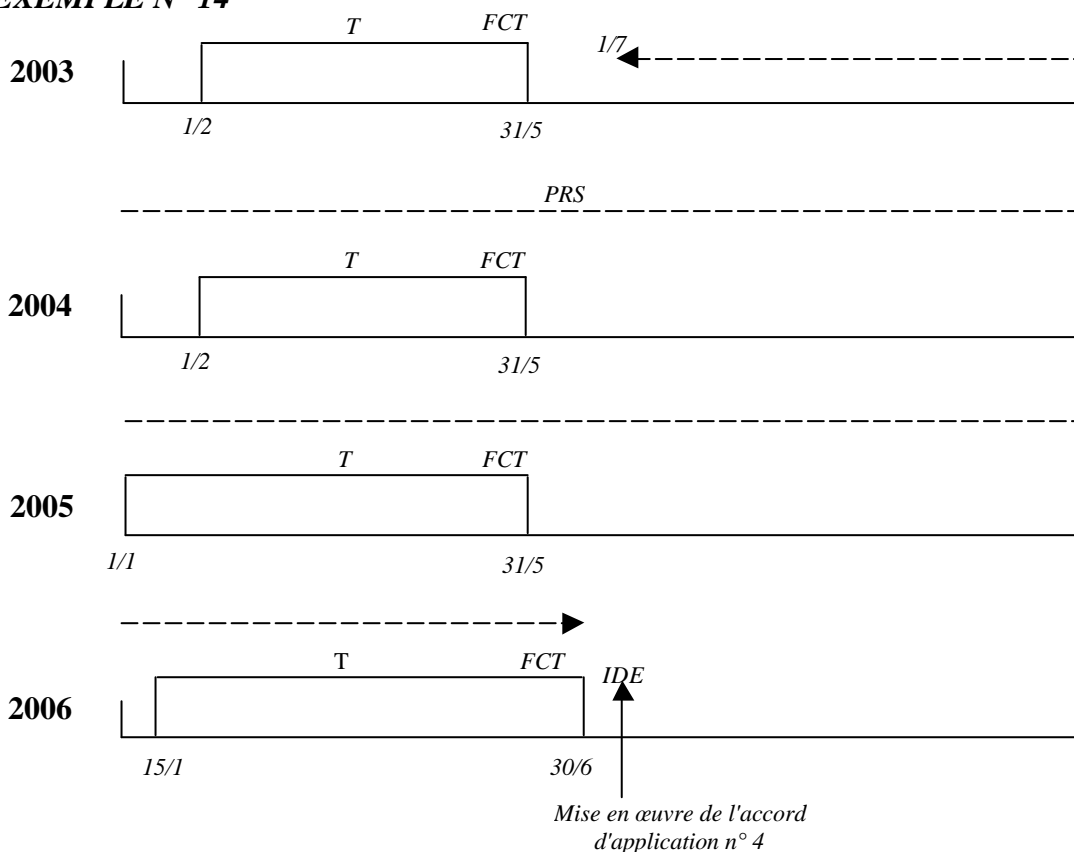 EXEMPLE N° 14
T FCT
1/7
2003
1/2 31/5
PRS
T FCT
2004
1/2 31/5
T FCT
2005
1/1 31/5
T FCT
IDE
2006
15/1 30/6
Mise en œuvre de l'accord
d'application n° 4